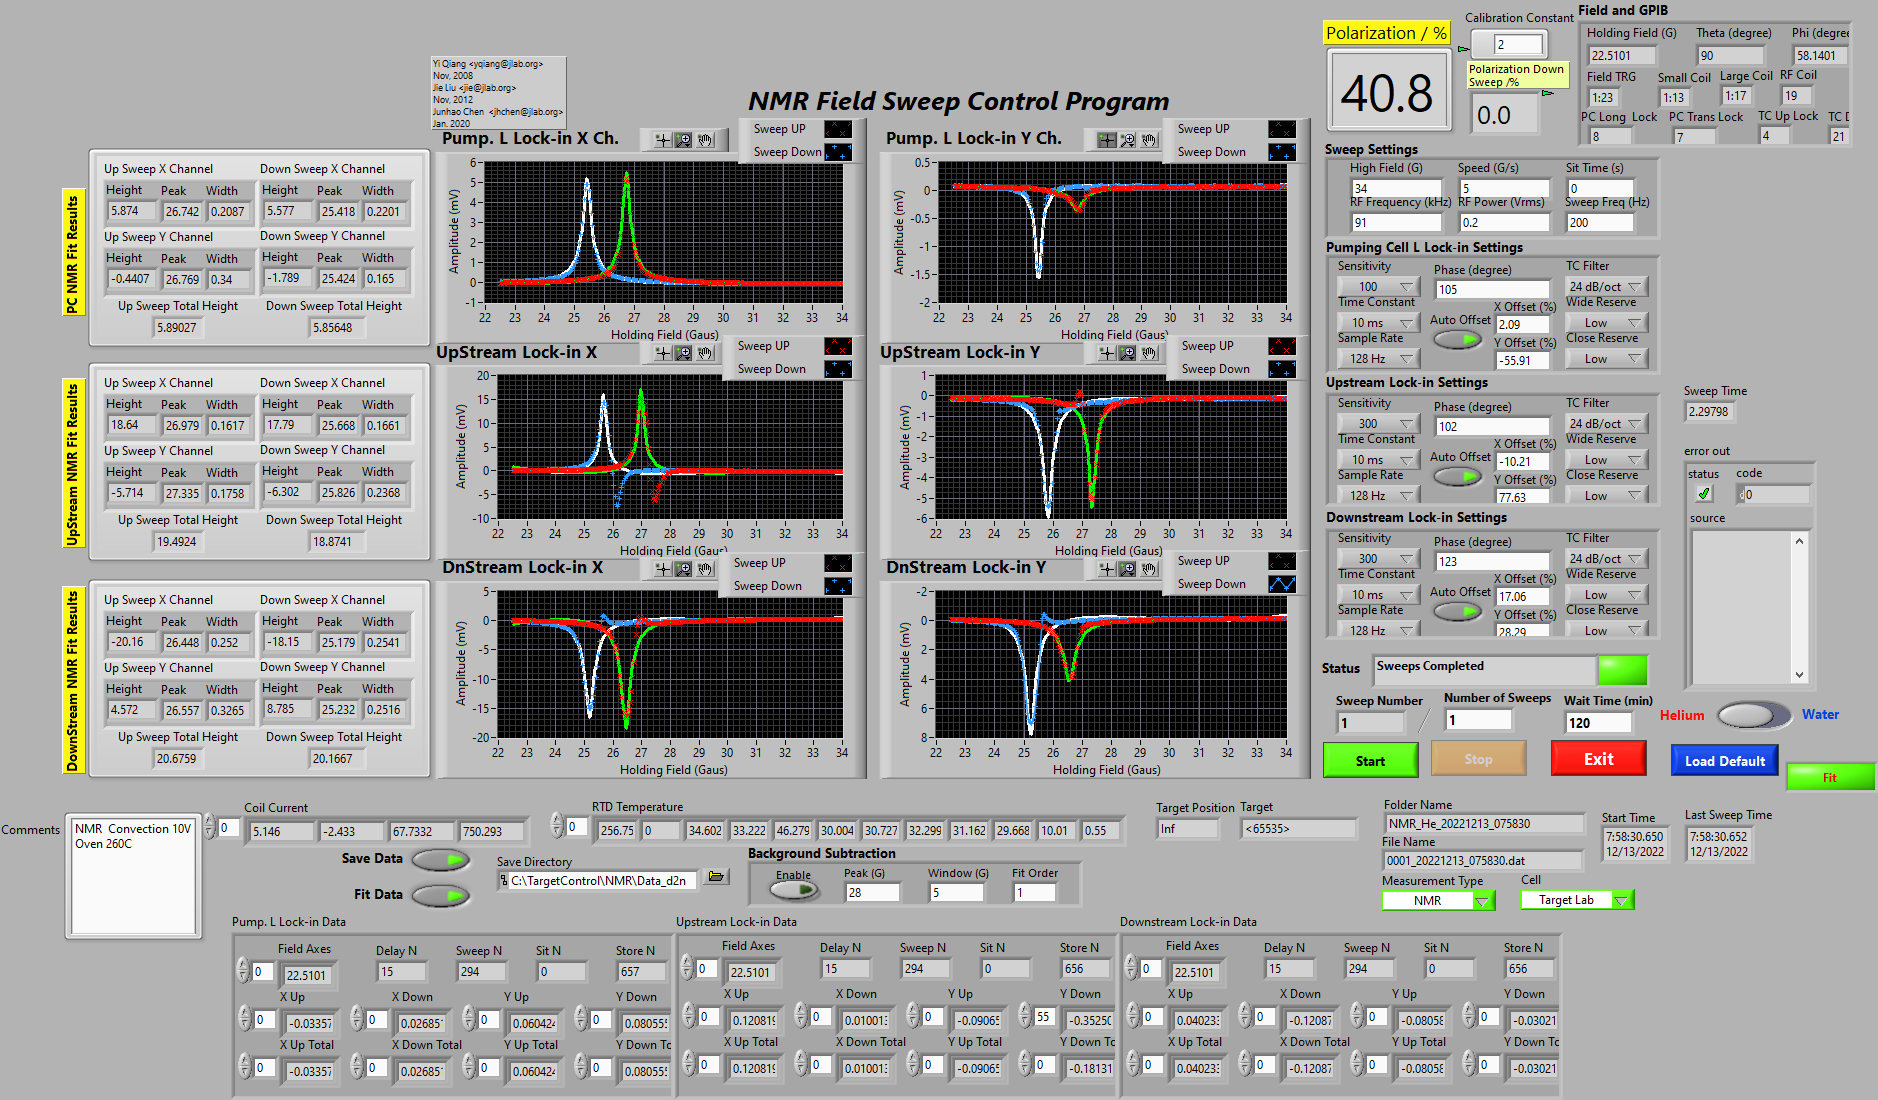 Yi Qiang <yqiang@jlab.org>
Nov, 2008
Jie Liu <jie@jlab.org>
Nov, 2012
Junhao Chen <jhchen@jlab.org>
Jan. 2020
NMR Field Sweep Control Program
Polarization / %
40.8
Calibration Constant
2
Polarization Down
Sweep /%
0.0
Field and GPIB
Holding Field (G) Theta (degree) Phi (degree
22.5101 90 58.1401
Field TRG Small Coil Large Coil RF Coil
1:23 1:13 1:17 19
PC Long Lock PC Trans Lock TC Up Lock TC D
8 7 4 21
PC NMR Fit Results
Up Sweep X Channel Down Sweep X Channel
Height Peak Width Height Peak Width
5.874 26.742 0.2087 5.577 25.418 0.2201
Up Sweep Y Channel Down Sweep Y Channel
Height Peak Width Height Peak Width
-0.4407 26.769 0.34 -1.789 25.424 0.165
Up Sweep Total Height Down Sweep Total Height
5.89027 5.85648
UpStream NMR Fit Results
Up Sweep X Channel Down Sweep X Channel
Height Peak Width Height Peak Width
18.64 26.979 0.1617 17.79 25.668 0.1661
Up Sweep Y Channel Down Sweep Y Channel
Height Peak Width Height Peak Width
-5.714 27.335 0.1758 -6.302 25.826 0.2368
Up Sweep Total Height Down Sweep Total Height
19.4924 18.8741
DownStream NMR Fit Results
Up Sweep X Channel Down Sweep X Channel
Height Peak Width Height Peak Width
-20.16 26.448 0.252 -18.15 25.179 0.2541
Up Sweep Y Channel Down Sweep Y Channel
Height Peak Width Height Peak Width
4.572 26.557 0.3265 8.785 25.232 0.2516
Up Sweep Total Height Down Sweep Total Height
20.6759 20.1667
Pump. L Lock-in X Ch.
Sweep UP
Sweep Down
Amplitude (mV)
6
5
4
3
2
1
0
-1
22 23 24 25 26 27 28 29 30 31 32 33 34
Holding Field (Gaus)
Pump. L Lock-in Y Ch.
Sweep UP
Sweep Down
Amplitude (mV)
0.5
0
-0.5
-1
-1.5
-2
22 23 24 25 26 27 28 29 30 31 32 33 34
Holding Field (Gaus)
UpStream Lock-in X
Sweep UP
Sweep Down
Amplitude (mV)
20
15
10
5
0
-5
-10
22 23 24 25 26 27 28 29 30 31 32 33 34
Holding Field (Gaus)
UpStream Lock-in Y
Sweep UP
Sweep Down
Amplitude (mV)
1
0
-1
-2
-3
-4
-5
-6
22 23 24 25 26 27 28 29 30 31 32 33 34
Holding Field (Gaus)
DnStream Lock-in X
Sweep UP
Sweep Down
Amplitude (mV)
5
0
-5
-10
-15
-20
22 23 24 25 26 27 28 29 30 31 32 33 34
Holding Field (Gaus)
DnStream Lock-in Y
Sweep UP
Sweep Down
Amplitude (mV)
-2
0
2
4
6
8
22 23 24 25 26 27 28 29 30 31 32 33 34
Holding Field (Gaus)
Sweep Settings
High Field (G) Speed (G/s) Sit Time (s)
34 5 0
RF Frequency (kHz) RF Power (Vrms) Sweep Freq (Hz)
91 0.2 200
Pumping Cell L Lock-in Settings
Sensitivity Phase (degree) TC Filter
100 105 24 dB/oct
Time Constant X Offset (%) Wide Reserve
10 ms Auto Offset 2.09 Low
Sample Rate Y Offset (%) Close Reserve
128 Hz -55.91 Low
Upstream Lock-in Settings
Sensitivity Phase (degree) TC Filter
300 102 24 dB/oct
Time Constant X Offset (%) Wide Reserve
10 ms Auto Offset -10.21 Low
Sample Rate Y Offset (%) Close Reserve
128 Hz 77.63 Low
Downstream Lock-in Settings
Sensitivity Phase (degree) TC Filter
300 123 24 dB/oct
Time Constant X Offset (%) Wide Reserve
10 ms Auto Offset 17.06 Low
Sample Rate Y Offset (%) Close Reserve
128 Hz 28.29 Low
Sweep Time
2.29798
error out
status code
0
source
Status Sweeps Completed
Sweep Number Number of Sweeps Wait Time (min)
1 / 1 120
Helium Water
Start Stop Exit Load Default Fit
Comments
NMR Convection 10V
Oven 260C
Coil Current
0 5.146 -2.433 67.7332 750.293
RTD Temperature
0 256.75 0 34.602 33.222 46.279 30.004 30.727 32.299 31.162 29.668 10.01 0.55
Target Position Target
Inf <65535>
Save Data
Fit Data
Save Directory
C:\TargetControl\NMR\Data_d2n
Background Subtraction
Enable Peak (G) Window (G) Fit Order
28 5 1
Folder Name
NMR_He_20221213_075830
File Name
0001_20221213_075830.dat
Measurement Type Cell
NMR Target Lab
Start Time
7:58:30.650
12/13/2022
Last Sweep Time
7:58:30.652
12/13/2022
Pump. L Lock-in Data
Field Axes Delay N Sweep N Sit N Store N
0 22.5101 15 294 0 657
X Up X Down Y Up Y Down
0 -0.03357 0 0.02685 0 0.060424 0 0.08055
X Up Total X Down Total Y Up Total Y Down Tc
0 -0.03357 0 0.02685 0 0.060424 0 0.08055
Upstream Lock-in Data
Field Axes Delay N Sweep N Sit N Store N
0 22.5101 15 294 0 656
X Up X Down Y Up Y Down
0 0.120819 0 0.010013 0 -0.09065 55 -0.35250
X Up Total X Down Total Y Up Total Y Down Tc
0 0.120819 0 0.010013 0 -0.09065 0 -0.18131
Downstream Lock-in Data
Field Axes Delay N Sweep N Sit N Store N
0 22.5101 15 294 0 656
X Up X Down Y Up Y Down
0 0.040233 0 -0.12087 0 -0.08058 0 -0.03021
X Up Total X Down Total Y Up Total Y Down Tc
0 0.040233 0 -0.12087 0 -0.08058 0 -0.03021